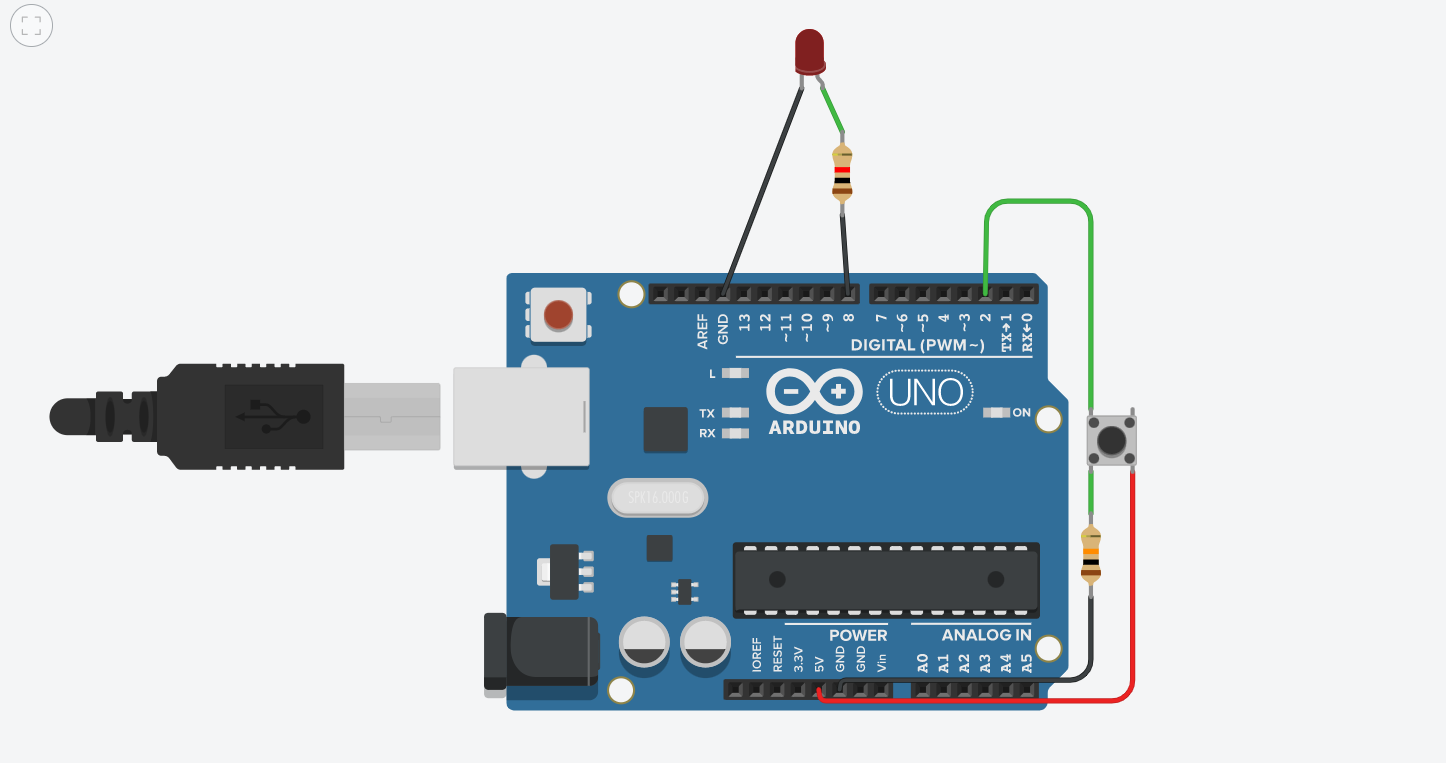 AREF
GND
13
12
~11
~10
~9
8
7
~6
~5
4
~3
2
TX→1
RX←0
DIGITAL (PWM~)
L
TX
RX
UNO
ON
ARDUINO
SPK16.000G
POWER
ANALOG IN
IOREF
RESET
3.3V
5V
GND
GND
Vin
A0
A1
A2
A3
A4
A5